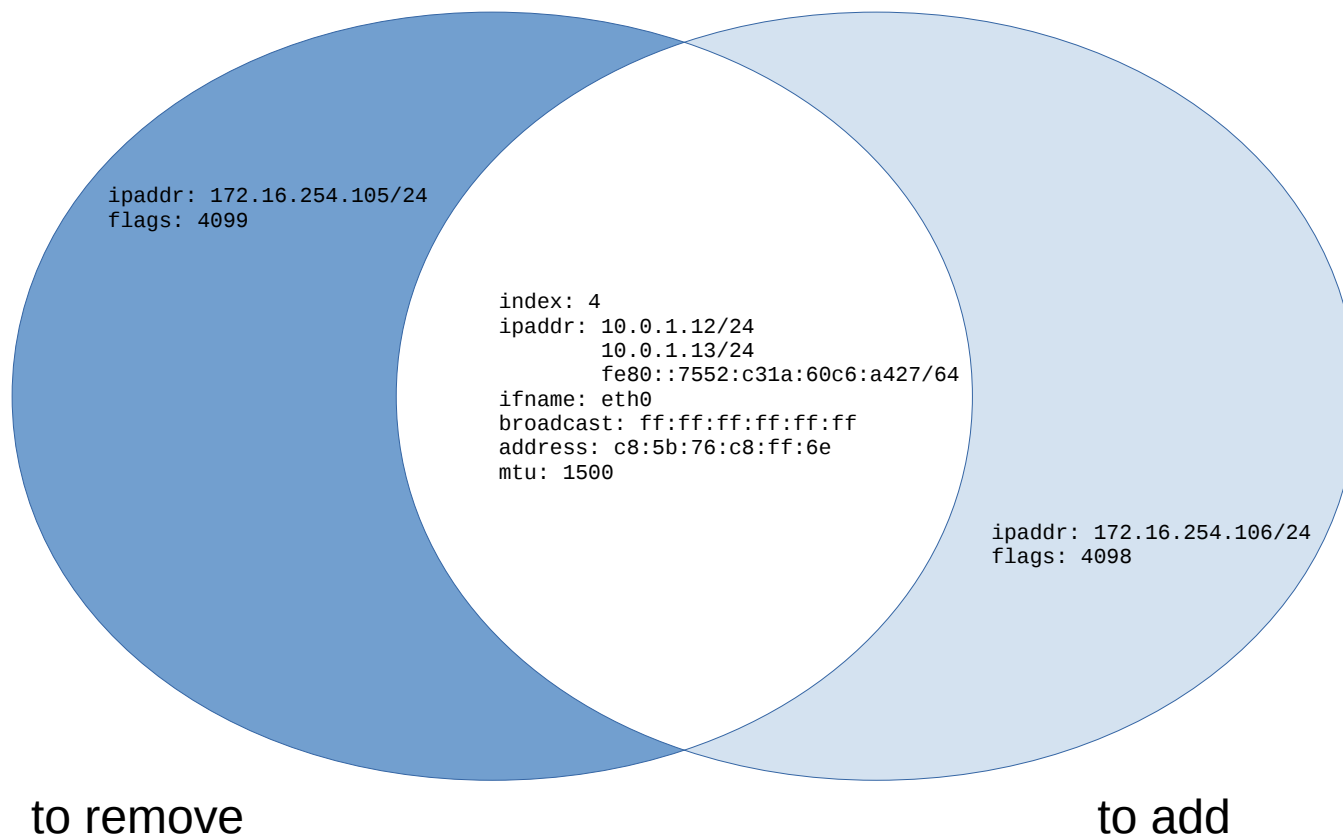 ipaddr: 172.16.254.105/24
flags: 4099
index: 4
ipaddr: 10.0.1.12/24
10.0.1.13/24
fe80::7552:c31a:60c6:a427/64
ifname: eth0
broadcast: ff:ff:ff:ff:ff:ff
address: c8:5b:76:c8:ff:6e
mtu: 1500
ipaddr: 172.16.254.106/24
flags: 4098
to remove
to add